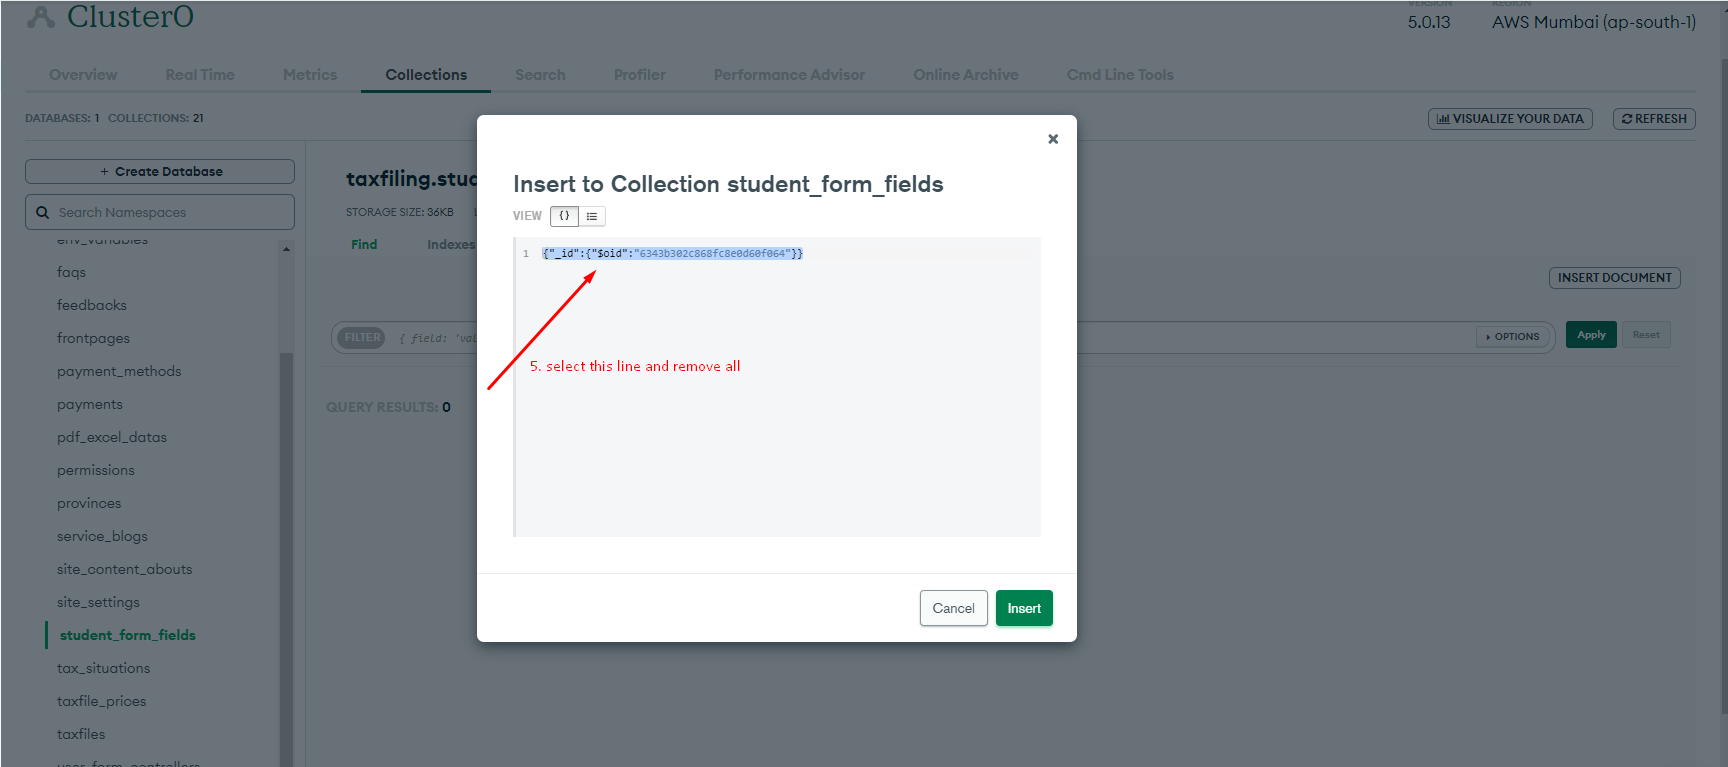 Cluster0
VERSION
REGION
5.0.13
AWS Mumbai (ap-south-1)
Overview
Real Time
Metrics
Collections
Search
Profiler
Performance Advisor
Online Archive
Cmd Line Tools
DATABASES: 1 COLLECTIONS: 21
VISUALIZE YOUR DATA
REFRESH
+ Create Database
Search Namespaces
env_variables
faqs
feedbacks
frontpages
payment_methods
payments
pdf_excel_datas
permissions
provinces
service_blogs
site_content_abouts
site_settings
student_form_fields
tax_situations
taxfile_prices
taxfiles
user_form_controllers
taxfiling.stud
STORAGE SIZE: 36KB
Find
Indexes
INSERT DOCUMENT
FILTER
{ field: 'val
OPTIONS
Apply
Reset
QUERY RESULTS: 0
Insert to Collection student_form_fields
VIEW {}
1 {"_id":{"$oid":"6343b302c868fc8e0d60f064"}}
5. select this line and remove all
Cancel
Insert